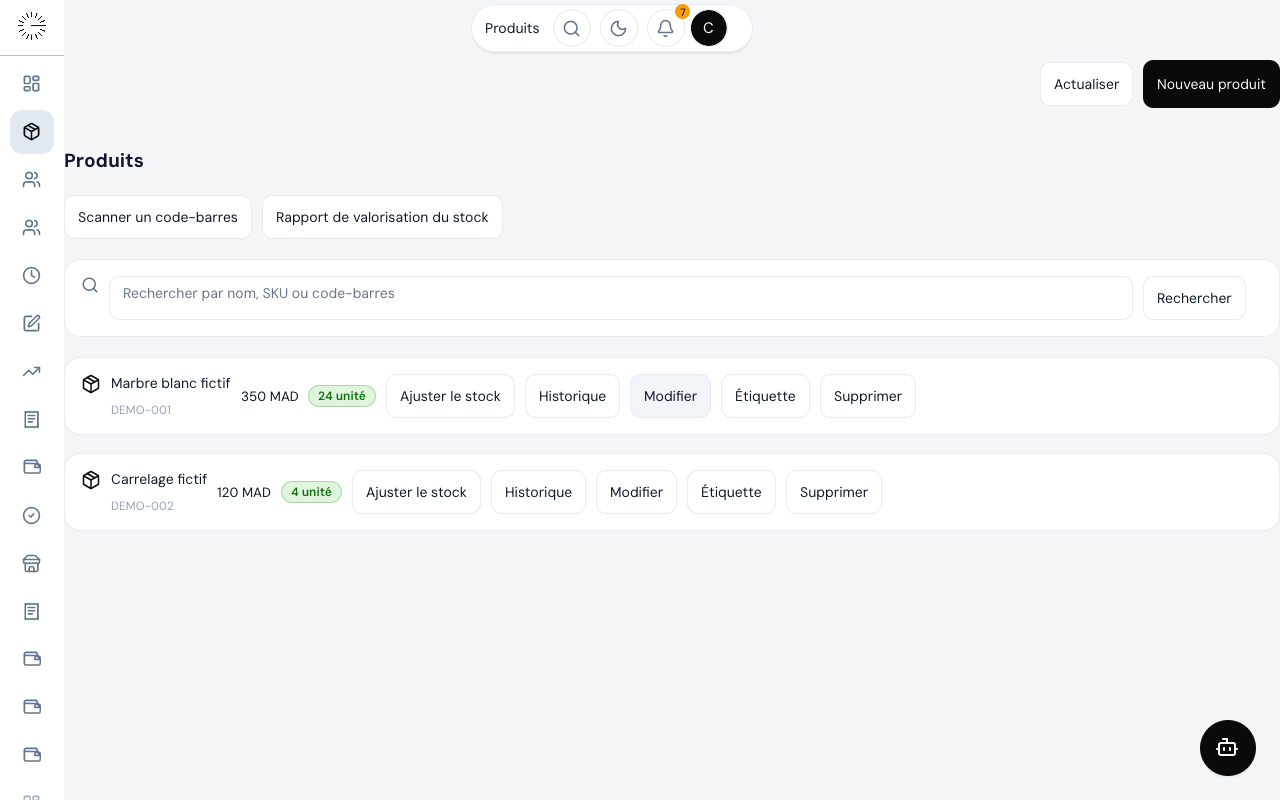 Produits
7
C
Actualiser
Nouveau produit
Produits
Scanner un code-barres
Rapport de valorisation du stock
Rechercher par nom, SKU ou code-barres
Rechercher
Marbre blanc fictif
DEMO-001
350 MAD
24 unité
Ajuster le stock
Historique
Modifier
Étiquette
Supprimer
Carrelage fictif
DEMO-002
120 MAD
4 unité
Ajuster le stock
Historique
Modifier
Étiquette
Supprimer